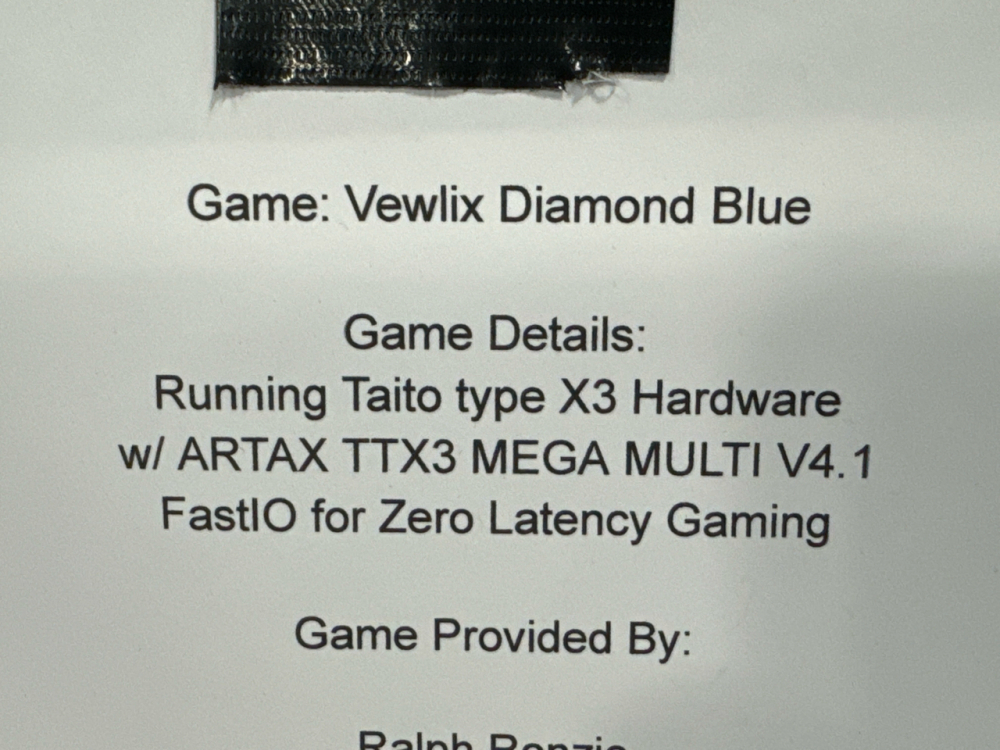 Game: Vewlix Diamond Blue
Game Details:
Running Taito type X3 Hardware
w/ ARTAX TTX3 MEGA MULTI V4.1
FastIO for Zero Latency Gaming
Game Provided By:
Ralph